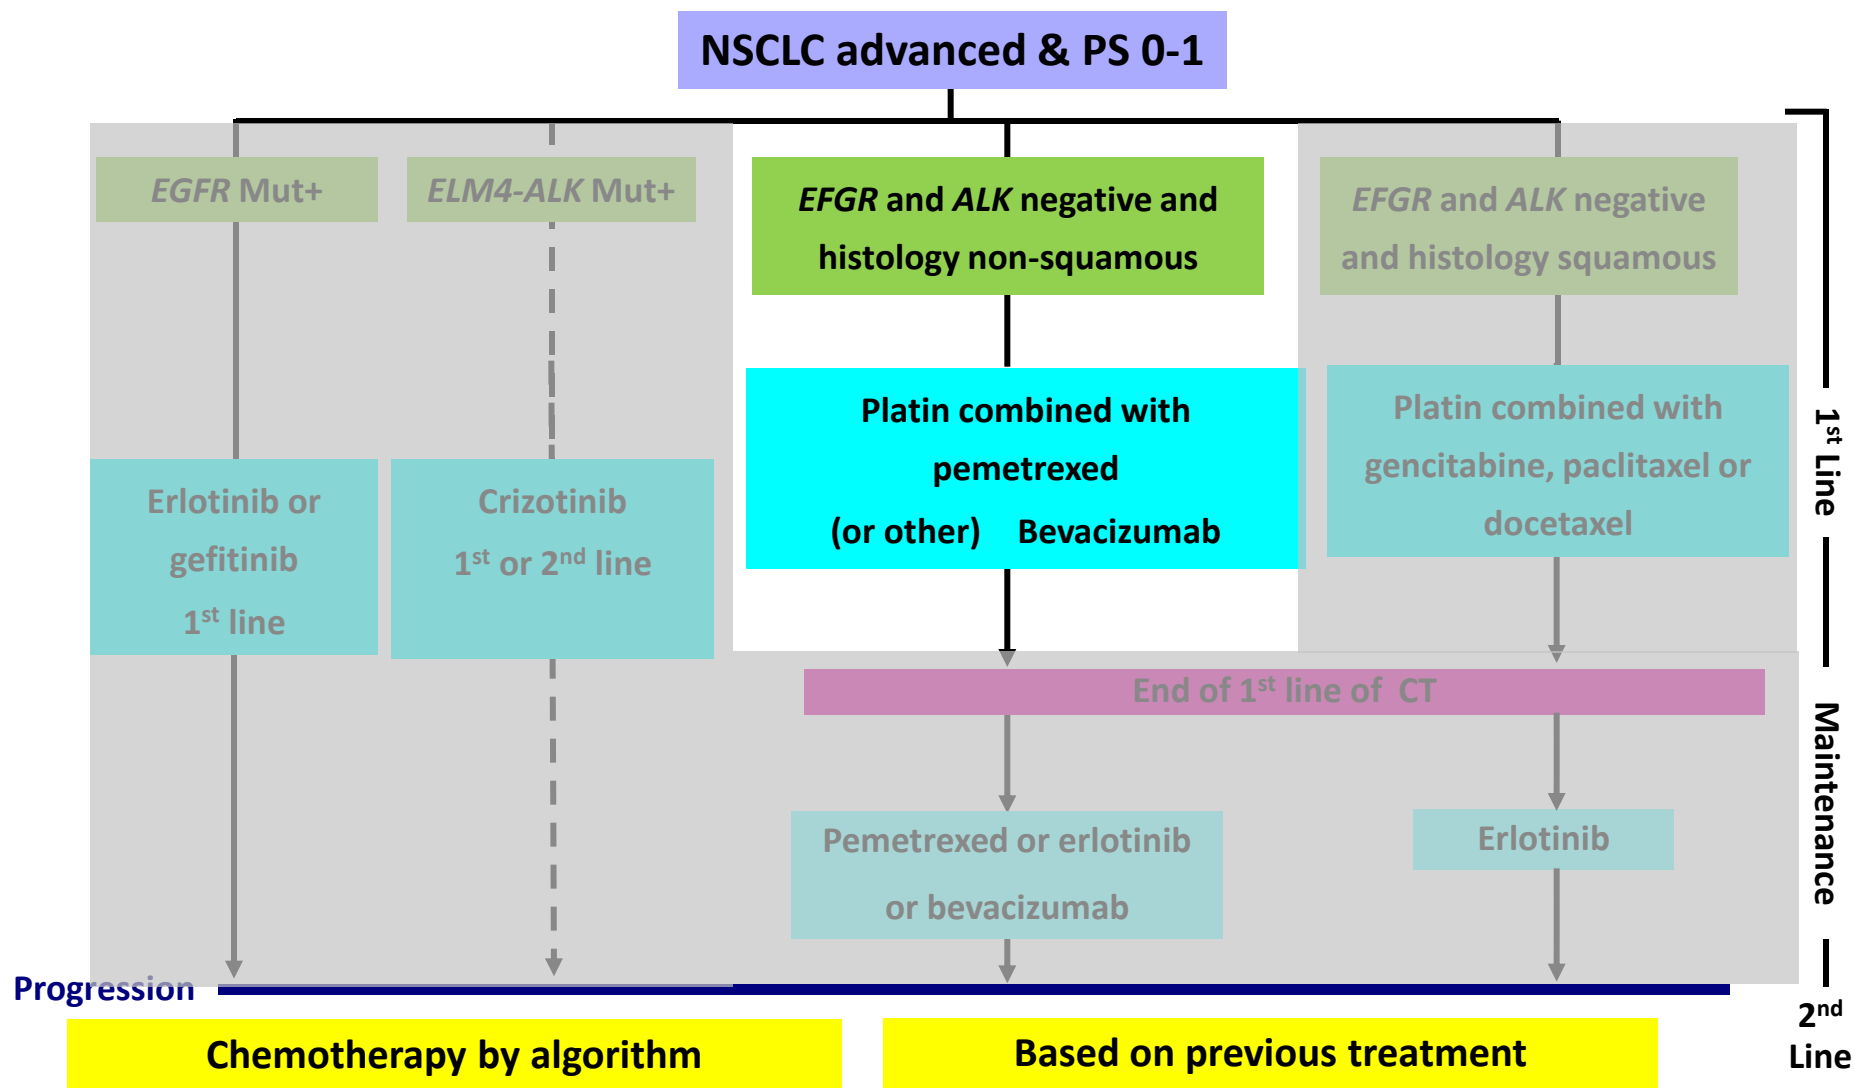 NSCLC advanced & PS 0-1
EGFR Mut+
ELM4-ALK Mut+
EFGR and ALK negative and
histology non-squamous
EFGR and ALK negative
and histology squamous
Erlotinib or
gefitinib
1st line
Crizotinib
1st or 2nd line
Platin combined with
pemetrexed
(or other) Bevacizumab
Platin combined with
gencitabine, paclitaxel or
docetaxel
1st Line
End of 1st line of CT
Pemetrexed or erlotinib
or bevacizumab
Erlotinib
Maintenance
Progression
Chemotherapy by algorithm
Based on previous treatment
2nd
Line